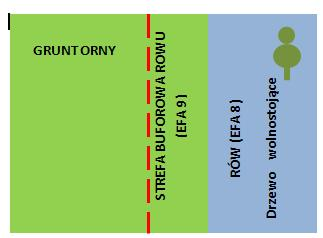 GRUNT ORNY
STREFA BUFOROWA ROWU
(EFA 9)
RÓW (EFA 8)
Drzewo wolnostojące